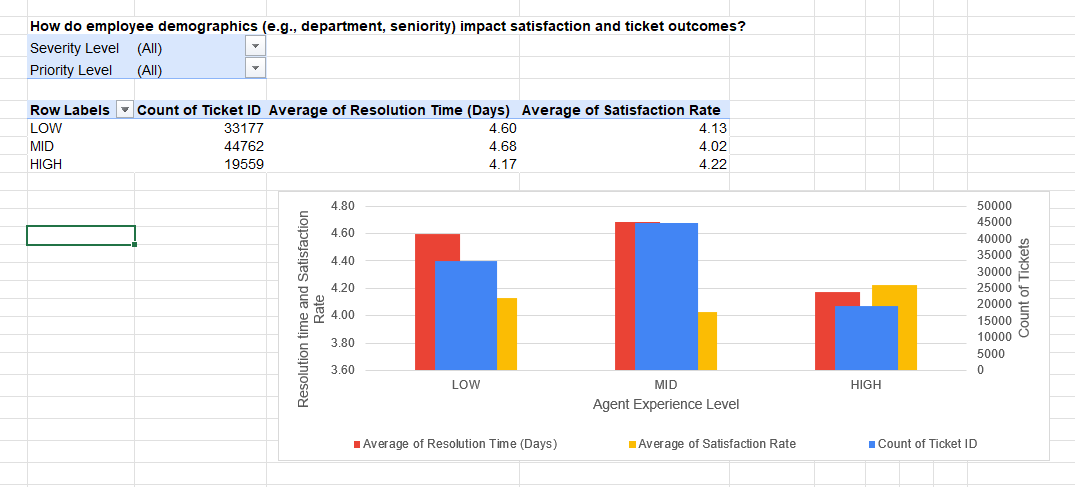 How do employee demographics (e.g., department, seniority) impact satisfaction and ticket outcomes?
Severity Level (All)
Priority Level (All)
Row Labels Count of Ticket ID Average of Resolution Time (Days) Average of Satisfaction Rate
LOW 33177 4.60 4.13
MID 44762 4.68 4.02
HIGH 19559 4.17 4.22
Resolution time and Satisfaction
Rate
4.80
4.60
4.40
4.20
4.00
3.80
3.60
50000
45000
40000
35000
30000
25000
20000
15000
10000
5000
0
Count of Tickets
LOW MID HIGH
Agent Experience Level
Average of Resolution Time (Days) Average of Satisfaction Rate Count of Ticket ID